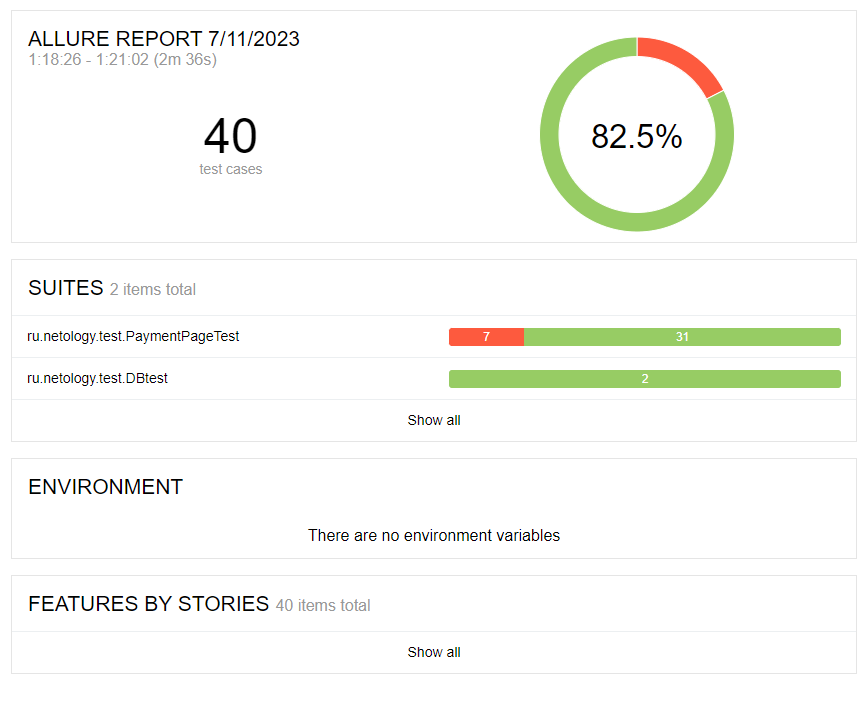 ALLURE REPORT 7/11/2023
1:18:26 - 1:21:02 (2m 36s)
40
test cases
82.5%
SUITES 2 items total
ru.netology.test.PaymentPageTest 7 31
ru.netology.test.DBtest 2
Show all
ENVIRONMENT
There are no environment variables
FEATURES BY STORIES 40 items total
Show all